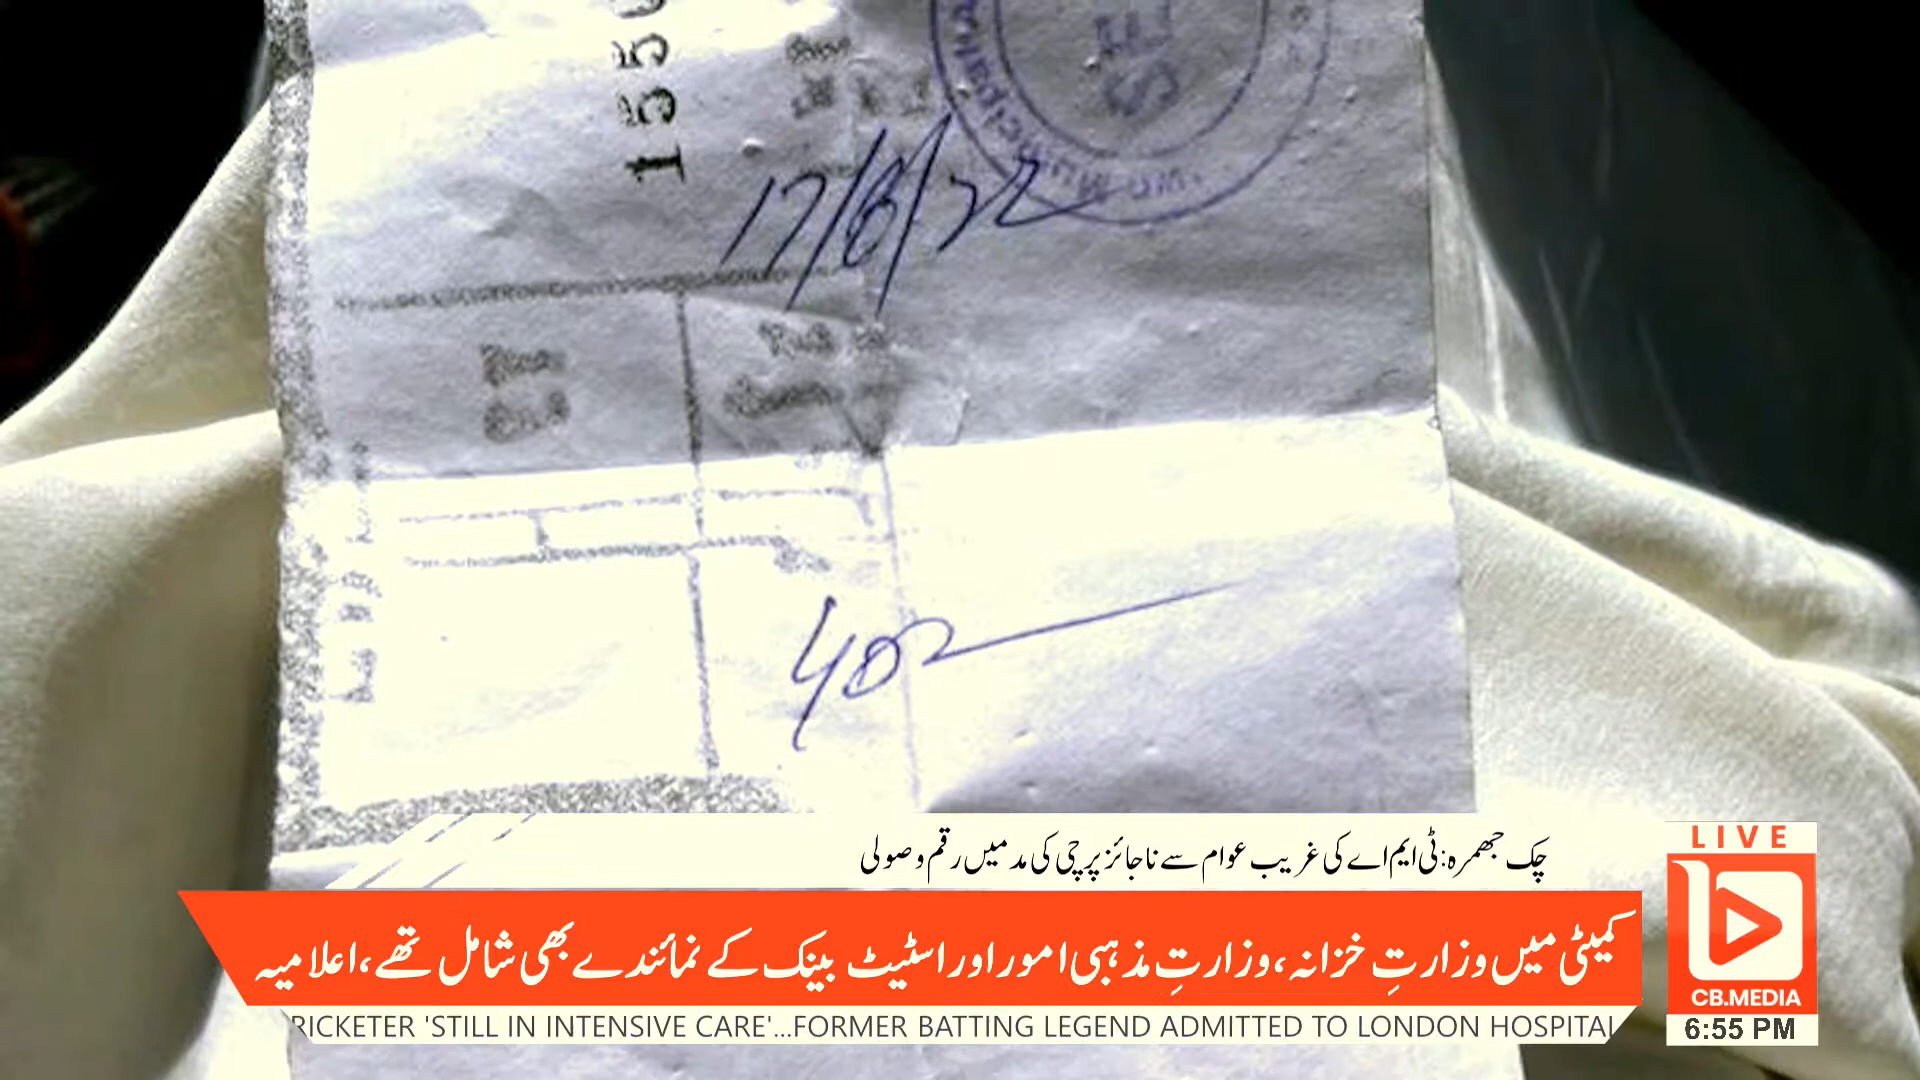 155
17/6/22
402
چک جھمرہ: ٹی ایم اے کی غریب عوام سے ناجائز پرچی کی مد میں رقم وصولی
LIVE
کمیٹی میں وزارتِ خزانہ، وزارتِ مذہبی امور اور اسٹیٹ بینک کے نمائندے بھی شامل تھے، اعلامیہ
CB.MEDIA
RICKETER 'STILL IN INTENSIVE CARE'...FORMER BATTING LEGEND ADMITTED TO LONDON HOSPITAL
6:55 PM